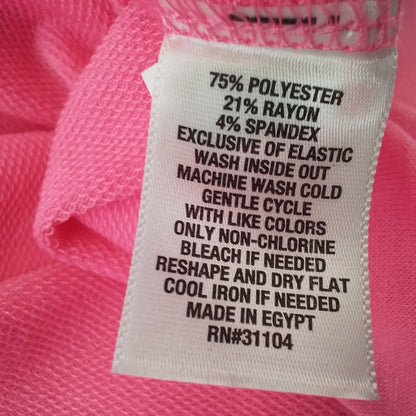 75% POLYESTER
21% RAYON
4% SPANDEX
EXCLUSIVE OF ELASTIC
WASH INSIDE OUT
MACHINE WASH COLD
GENTLE CYCLE
WITH LIKE COLORS
ONLY NON-CHLORINE
BLEACH IF NEEDED
RESHAPE AND DRY FLAT
COOL IRON IF NEEDED
MADE IN EGYPT
RN#31104